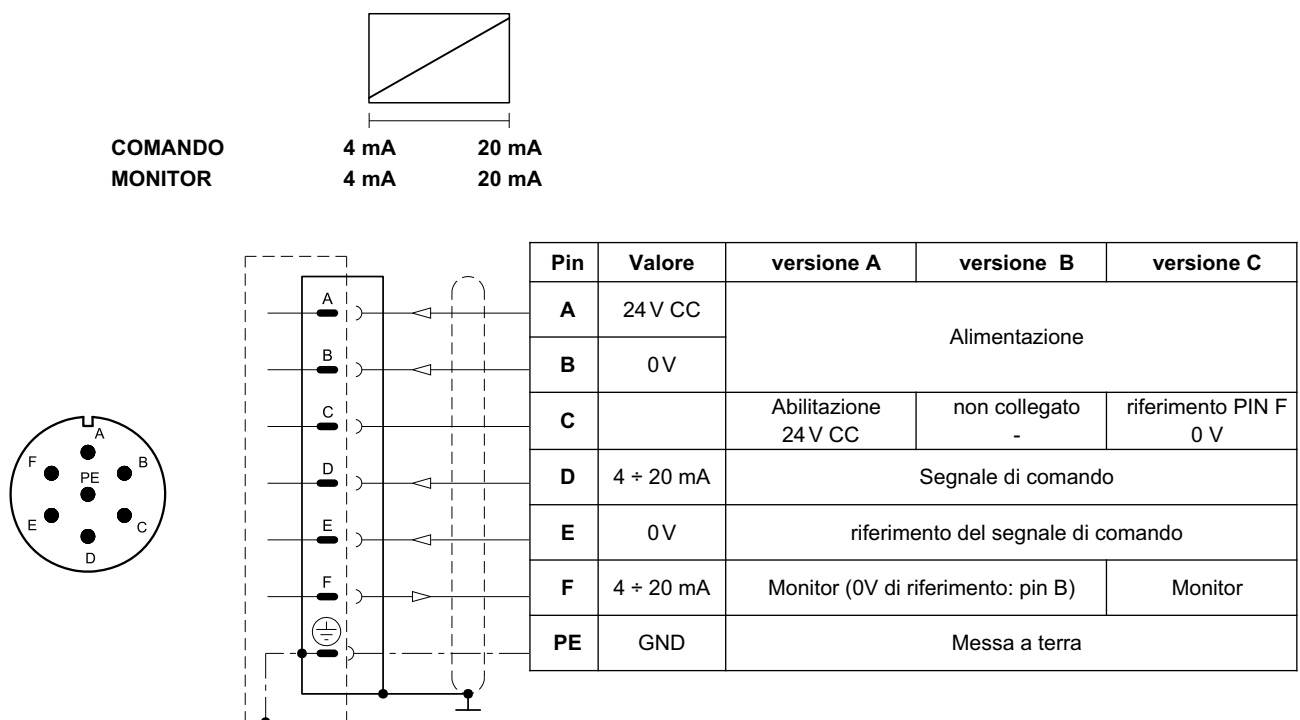 COMANDO 4 mA 20 mA
MONITOR 4 mA 20 mA
Pin Valore versione A versione B versione C
A 24 V CC Alimentazione
B 0 V
C Abilitazione 24 V CC non collegato - riferimento PIN F 0 V
D 4 ÷ 20 mA Segnale di comando
E 0 V riferimento del segnale di comando
F 4 ÷ 20 mA Monitor (0V di riferimento: pin B) Monitor
PE GND Messa a terra
A
B
C
D
E
F
A
F B
PE
E C
D